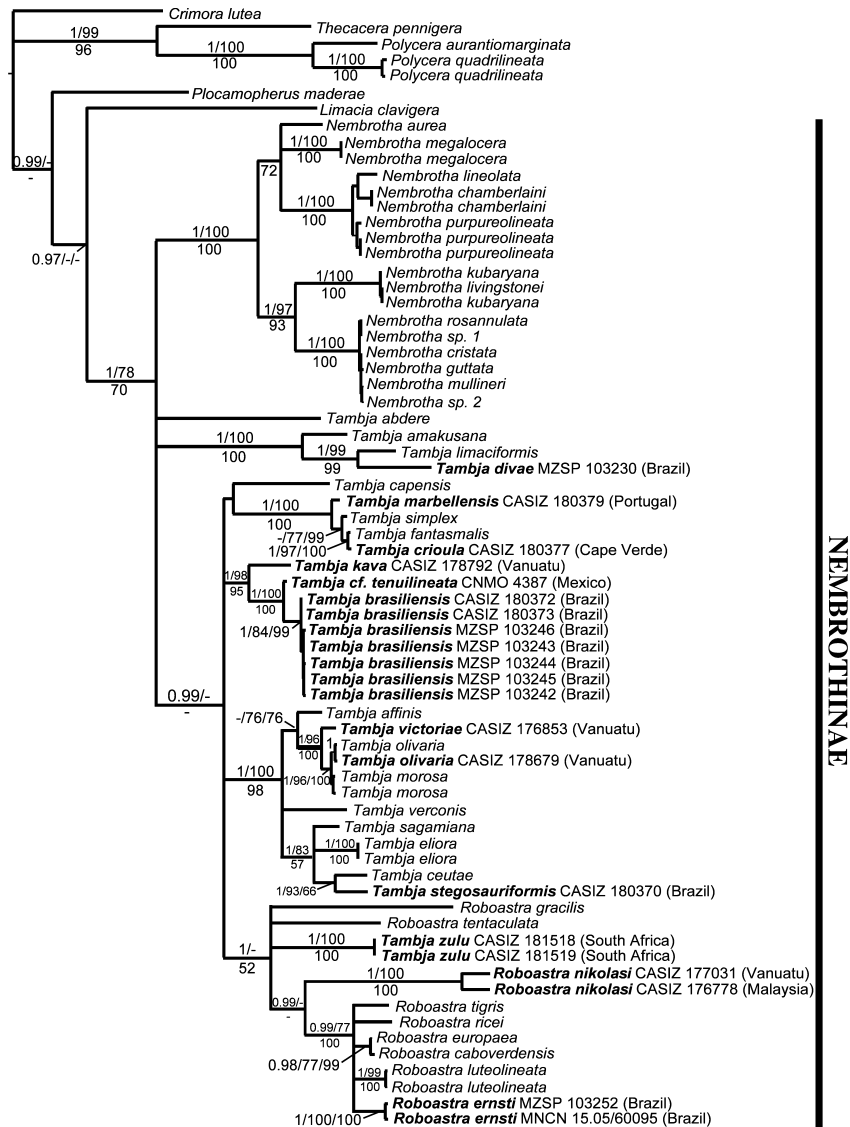 Crimora lutea
1/99
96
Thecacera pennigera
1/100
100
Polycera aurantiomarginata
1/100
100
Polycera quadrilineata
Polycera quadrilineata
-
0.99/-
-
Plocamopherus maderae
0.97/-/-
Limacia clavigera
1/78
70
1/100
100
72
Nembrotha aurea
1/100
100
Nembrotha megalocera
Nembrotha megalocera
1/100
100
Nembrotha lineolata
Nembrotha chamberlaini
Nembrotha chamberlaini
Nembrotha purpureolineata
Nembrotha purpureolineata
Nembrotha purpureolineata
1/97
93
1/100
100
Nembrotha kubaryana
Nembrotha livingstonei
Nembrotha kubaryana
1/100
100
Nembrotha rosannulata
Nembrotha sp. 1
Nembrotha cristata
Nembrotha guttata
Nembrotha mullineri
Nembrotha sp. 2
Tambja abdere
1/100
100
Tambja amakusana
1/99
99
Tambja limaciformis
Tambja divae MZSP 103230 (Brazil)
0.99/-
-
Tambja capensis
1/100
100
Tambja marbellensis CASIZ 180379 (Portugal)
-/77/99
Tambja simplex
1/97/100
Tambja fantasmalis
Tambja crioula CASIZ 180377 (Cape Verde)
1/98
95
Tambja kava CASIZ 178792 (Vanuatu)
1/100
100
Tambja cf. tenuilineata CNMO 4387 (Mexico)
1/84/99
Tambja brasiliensis CASIZ 180372 (Brazil)
Tambja brasiliensis CASIZ 180373 (Brazil)
Tambja brasiliensis MZSP 103246 (Brazil)
Tambja brasiliensis MZSP 103243 (Brazil)
Tambja brasiliensis MZSP 103244 (Brazil)
Tambja brasiliensis MZSP 103245 (Brazil)
Tambja brasiliensis MZSP 103242 (Brazil)
1/100
98
-/76/76
Tambja affinis
1/96
100
Tambja victoriae CASIZ 176853 (Vanuatu)
1/96/100
1
Tambja olivaria
Tambja olivaria CASIZ 178679 (Vanuatu)
Tambja morosa
Tambja morosa
Tambja verconis
1/83
57
Tambja sagamiana
1/100
100
Tambja eliora
Tambja eliora
1/93/66
Tambja ceutae
Tambja stegosauriformis CASIZ 180370 (Brazil)
1/-
52
Roboastra gracilis
Roboastra tentaculata
1/100
100
Tambja zulu CASIZ 181518 (South Africa)
Tambja zulu CASIZ 181519 (South Africa)
0.99/-
-
1/100
100
Roboastra nikolasi CASIZ 177031 (Vanuatu)
Roboastra nikolasi CASIZ 176778 (Malaysia)
0.99/77
100
Roboastra tigris
Roboastra ricei
0.98/77/99
Roboastra europaea
Roboastra caboverdensis
1/99
100
Roboastra luteolineata
Roboastra luteolineata
1/100/100
Roboastra ernsti MZSP 103252 (Brazil)
Roboastra ernsti MNCN 15.05/60095 (Brazil)
NEMBROTHINAE